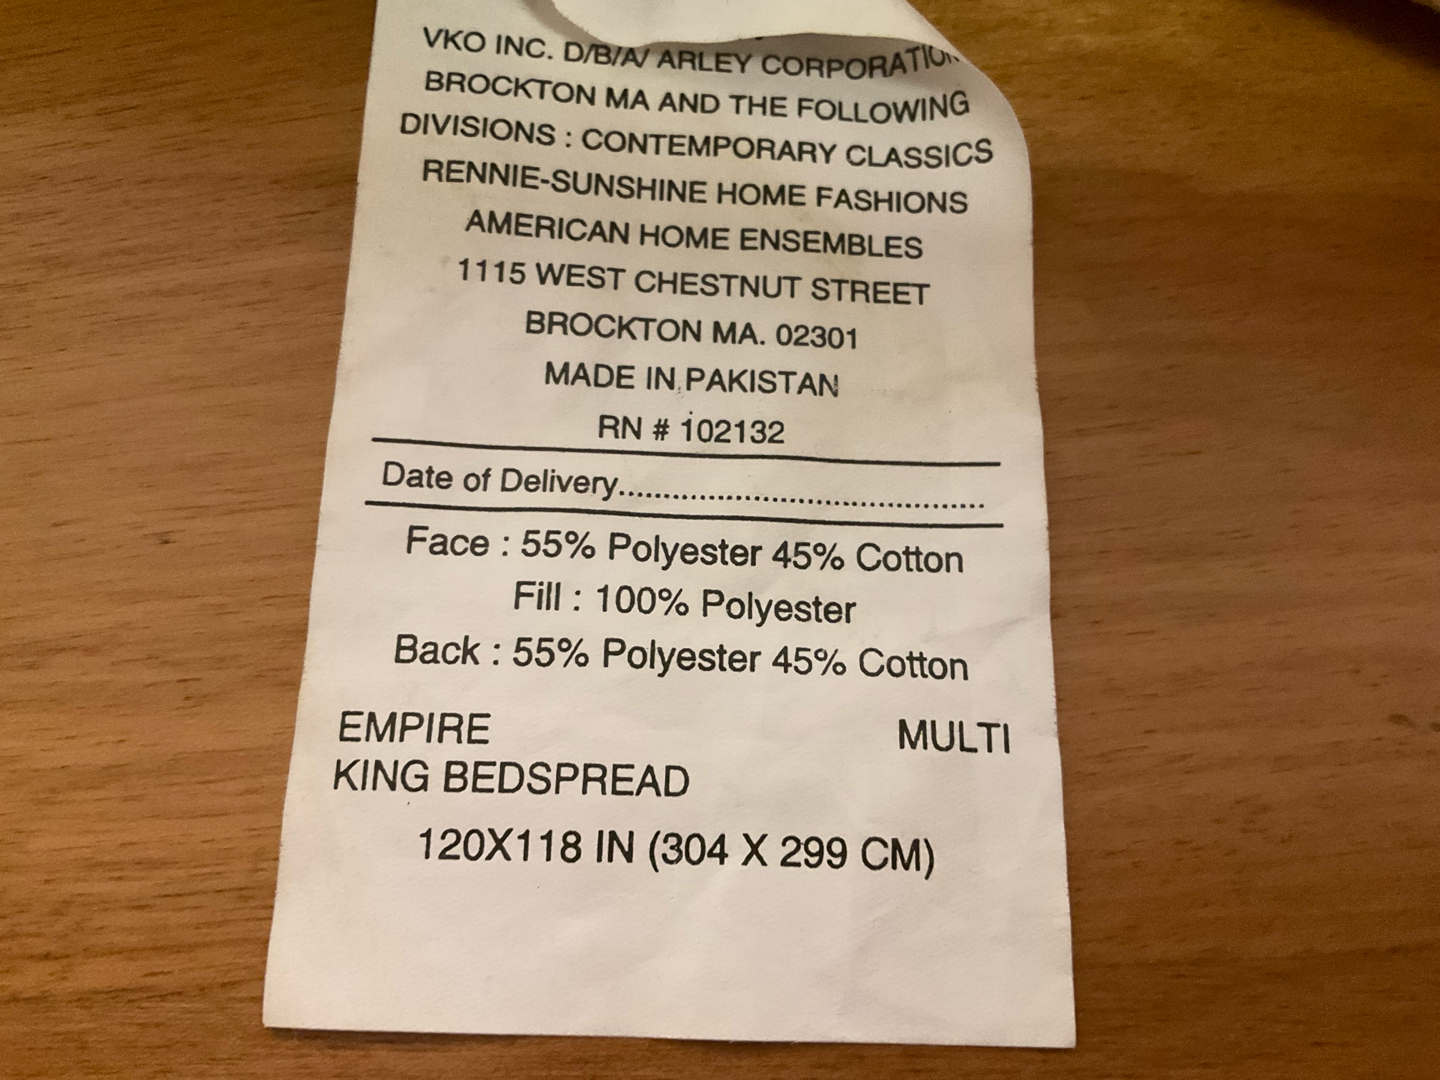 VKO INC. D/B/A/ ARLEY CORPORATION
BROCKTON MA AND THE FOLLOWING
DIVISIONS : CONTEMPORARY CLASSICS
RENNIE-SUNSHINE HOME FASHIONS
AMERICAN HOME ENSEMBLES
1115 WEST CHESTNUT STREET
BROCKTON MA. 02301
MADE IN PAKISTAN
RN # 102132
Date of Delivery........................................
Face : 55% Polyester 45% Cotton
Fill : 100% Polyester
Back : 55% Polyester 45% Cotton
EMPIRE MULTI
KING BEDSPREAD
120X118 IN (304 X 299 CM)